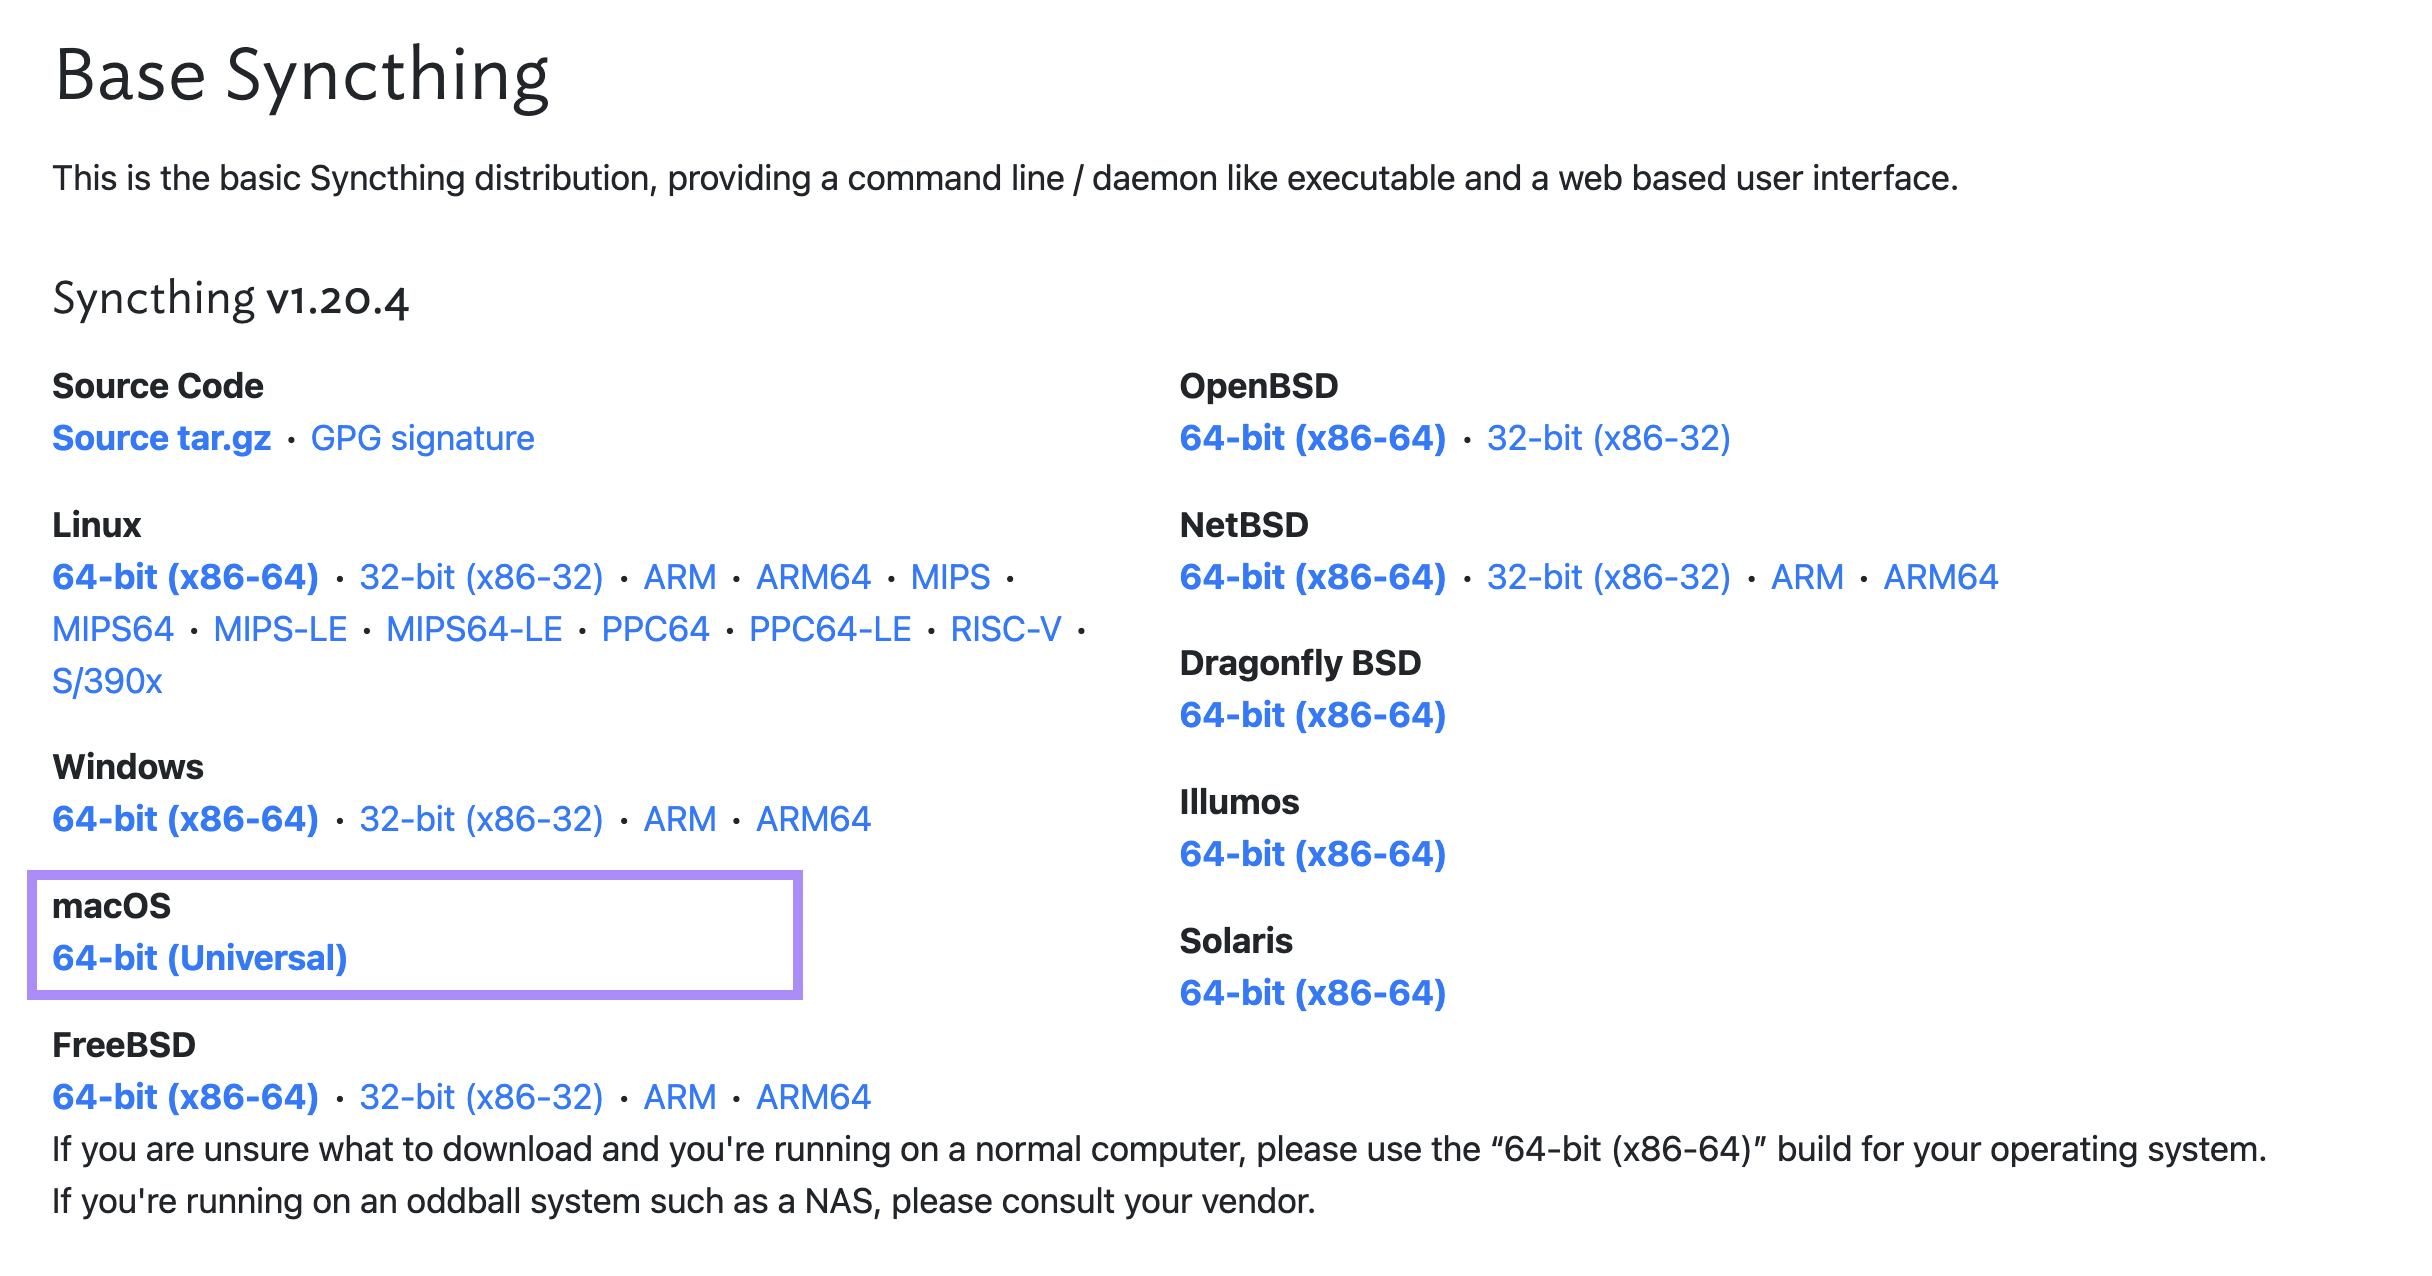 Base Syncthing
This is the basic Syncthing distribution, providing a command line / daemon like executable and a web based user interface.
Syncthing v1.20.4
Source Code
Source tar.gz · GPG signature
Linux
64-bit (x86-64) · 32-bit (x86-32) · ARM · ARM64 · MIPS ·
MIPS64 · MIPS-LE · MIPS64-LE · PPC64 · PPC64-LE · RISC-V ·
S/390x
Windows
64-bit (x86-64) · 32-bit (x86-32) · ARM · ARM64
macOS
64-bit (Universal)
FreeBSD
64-bit (x86-64) · 32-bit (x86-32) · ARM · ARM64
OpenBSD
64-bit (x86-64) · 32-bit (x86-32)
NetBSD
64-bit (x86-64) · 32-bit (x86-32) · ARM · ARM64
Dragonfly BSD
64-bit (x86-64)
Illumos
64-bit (x86-64)
Solaris
64-bit (x86-64)
If you are unsure what to download and you're running on a normal computer, please use the “64-bit (x86-64)” build for your operating system.
If you're running on an oddball system such as a NAS, please consult your vendor.